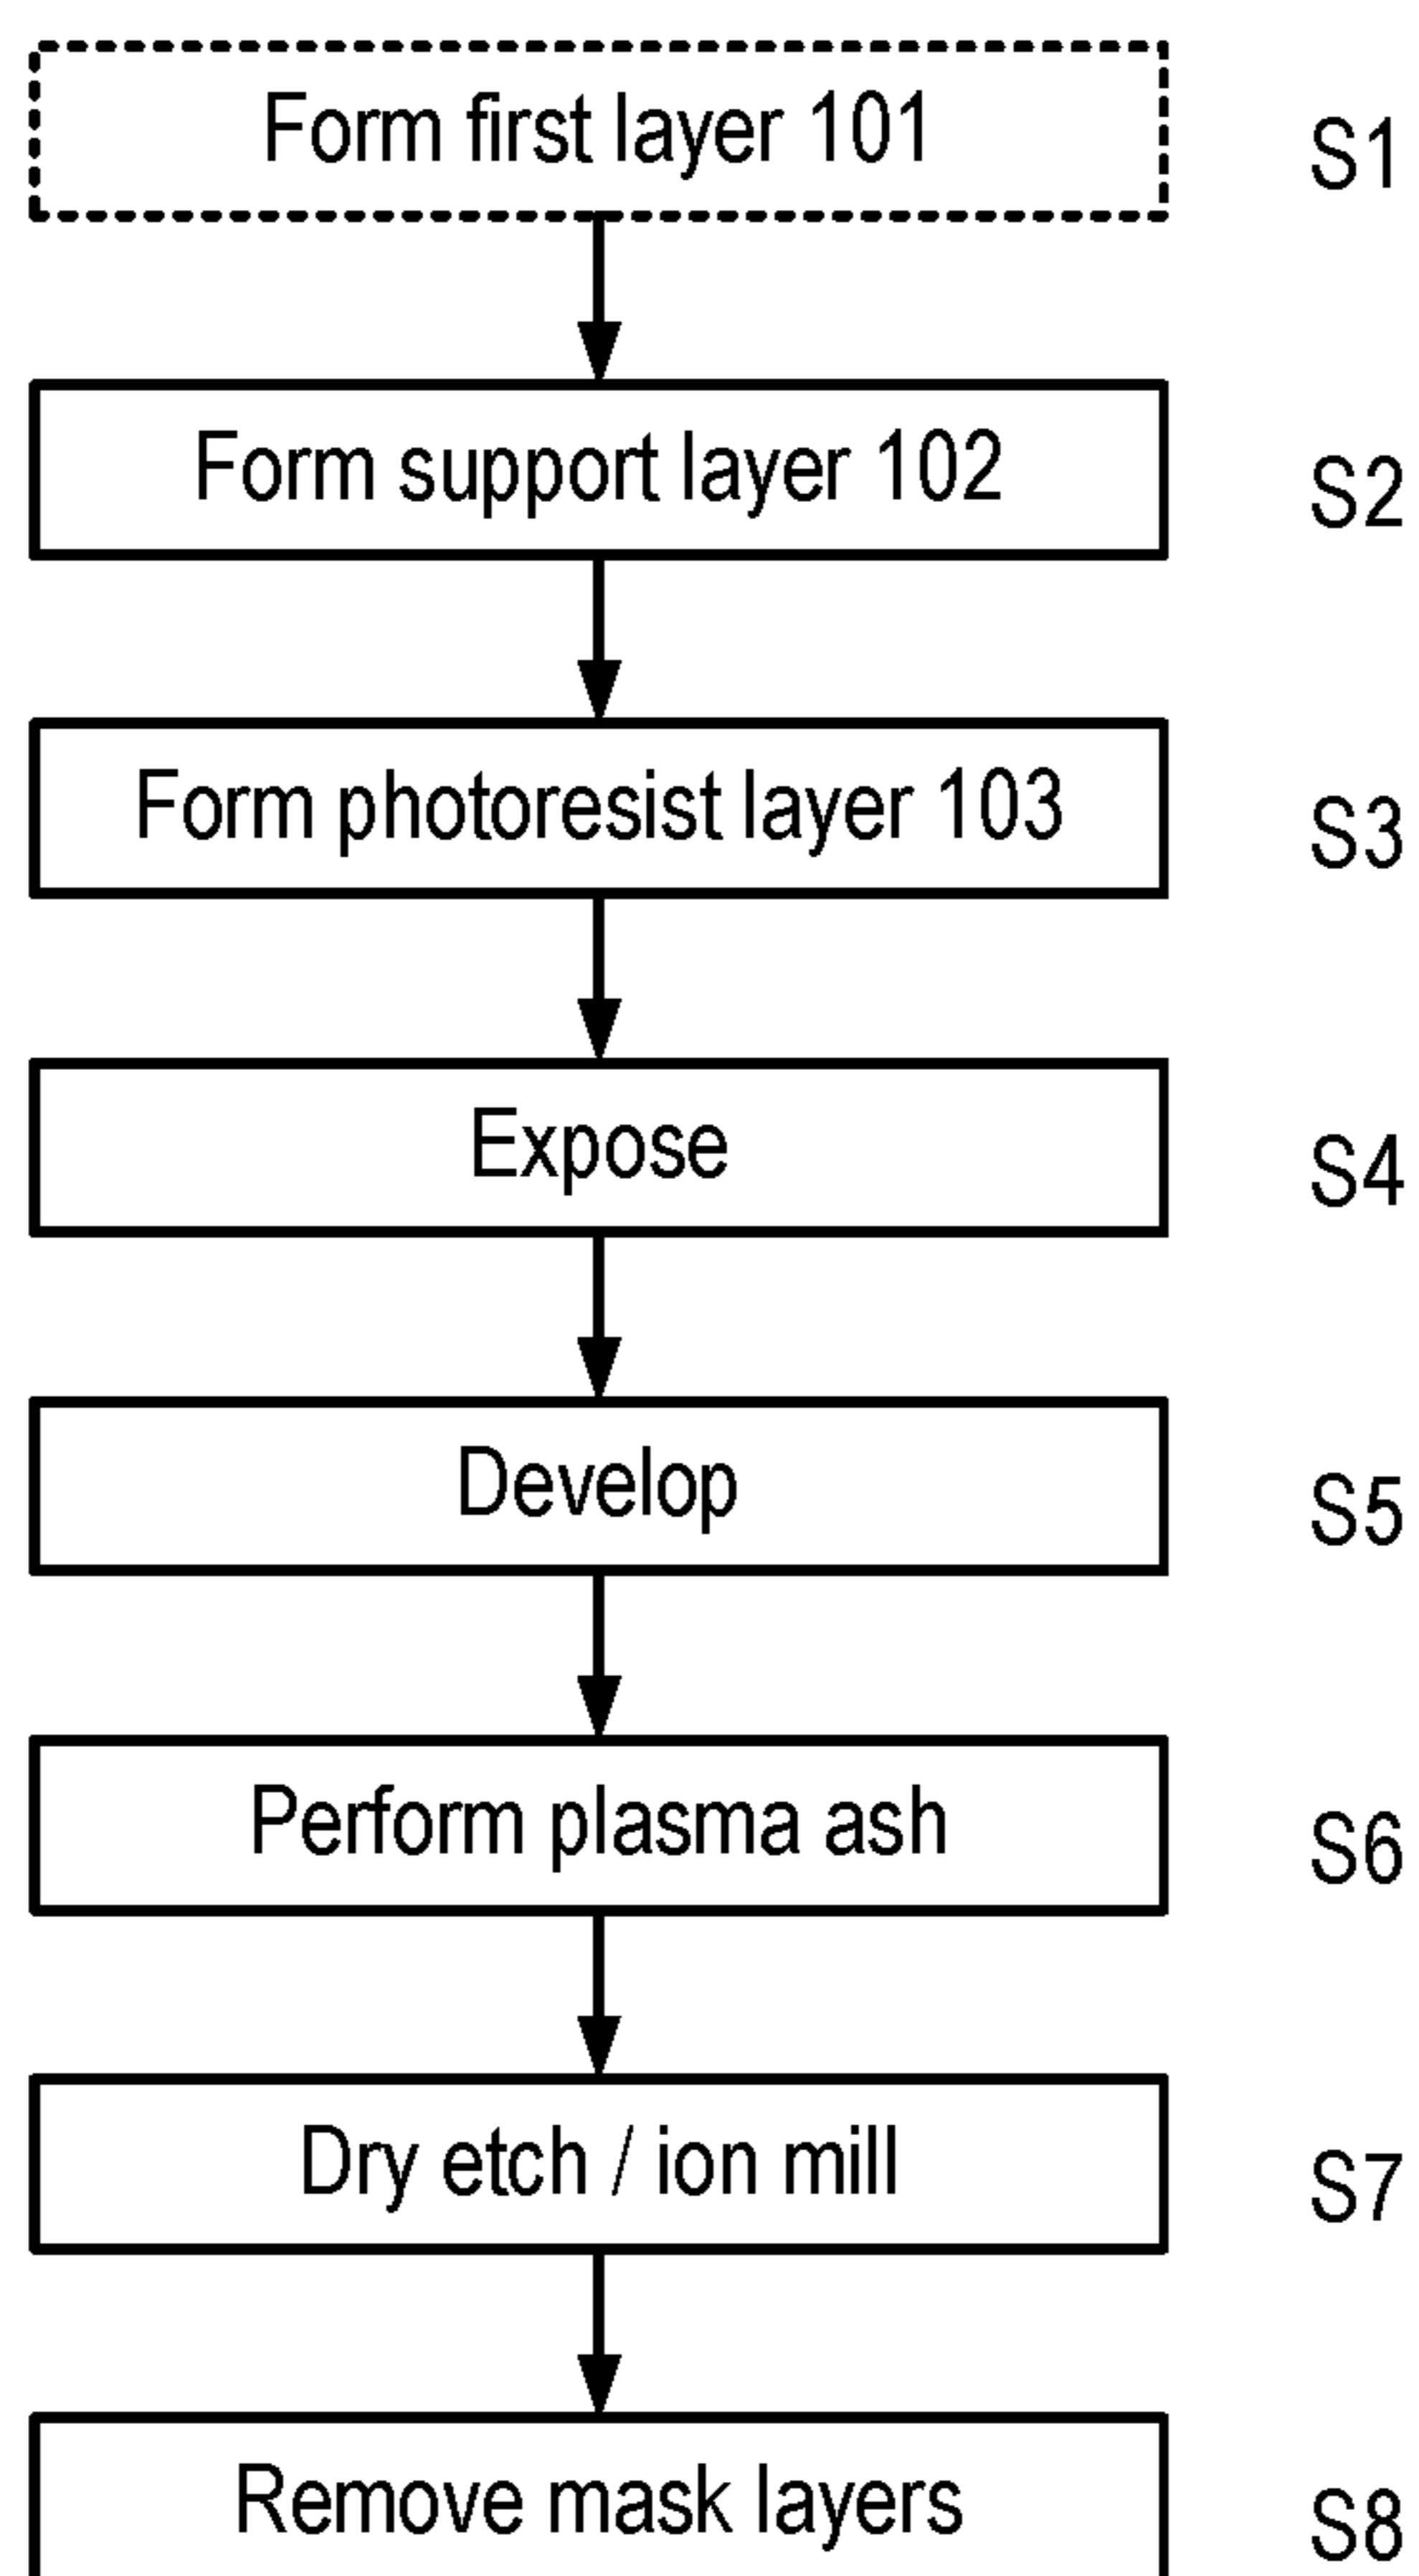 Form first layer 101 S1
Form support layer 102 S2
Form photoresist layer 103 S3
Expose S4
Develop S5
Perform plasma ash S6
Dry etch / ion mill S7
Remove mask layers S8